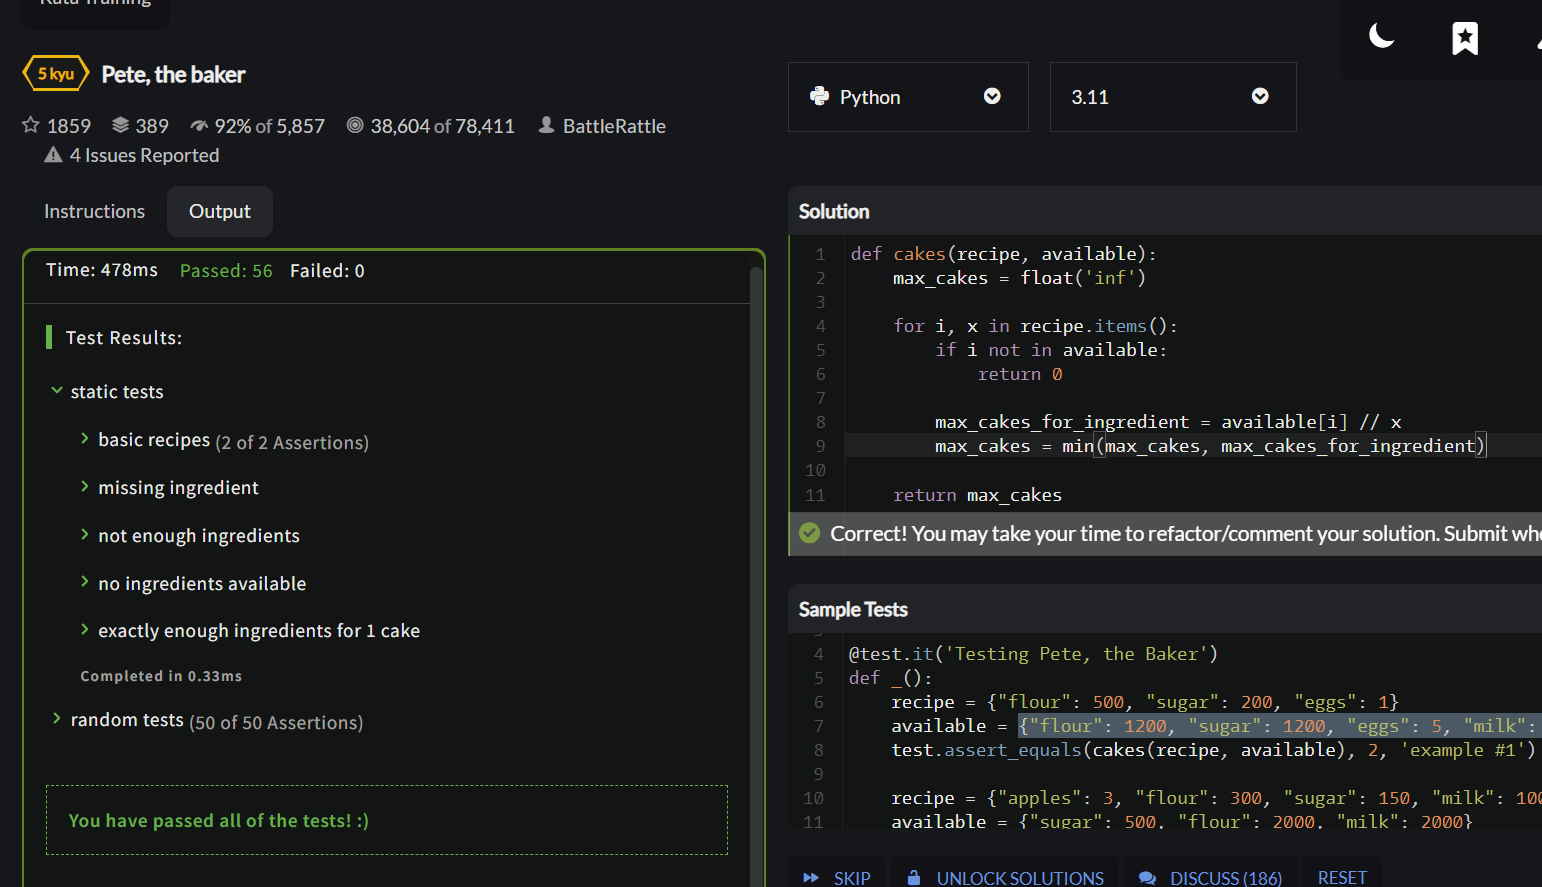 Kata Training
5 kyu Pete, the baker
1859 389 92% of 5,857 38,604 of 78,411 BattleRattle
4 Issues Reported
Instructions Output
Time: 478ms Passed: 56 Failed: 0
Test Results:
static tests
basic recipes (2 of 2 Assertions)
missing ingredient
not enough ingredients
no ingredients available
exactly enough ingredients for 1 cake
Completed in 0.33ms
random tests (50 of 50 Assertions)
You have passed all of the tests! :)
Python 3.11
Solution
1 def cakes(recipe, available):
2     max_cakes = float('inf')
3
4     for i, x in recipe.items():
5         if i not in available:
6             return 0
7
8         max_cakes_for_ingredient = available[i] // x
9         max_cakes = min(max_cakes, max_cakes_for_ingredient)
10
11     return max_cakes
Correct! You may take your time to refactor/comment your solution. Submit
Sample Tests
4 @test.it('Testing Pete, the Baker')
5 def _():
6     recipe = {"flour": 500, "sugar": 200, "eggs": 1}
7     available = {"flour": 1200, "sugar": 1200, "eggs": 5, "milk":
8     test.assert_equals(cakes(recipe, available), 2, 'example #1')
9
10     recipe = {"apples": 3, "flour": 300, "sugar": 150, "milk":
11     available = {"sugar": 500, "flour": 2000, "milk": 2000}
SKIP UNLOCK SOLUTIONS DISCUSS (186) RESET